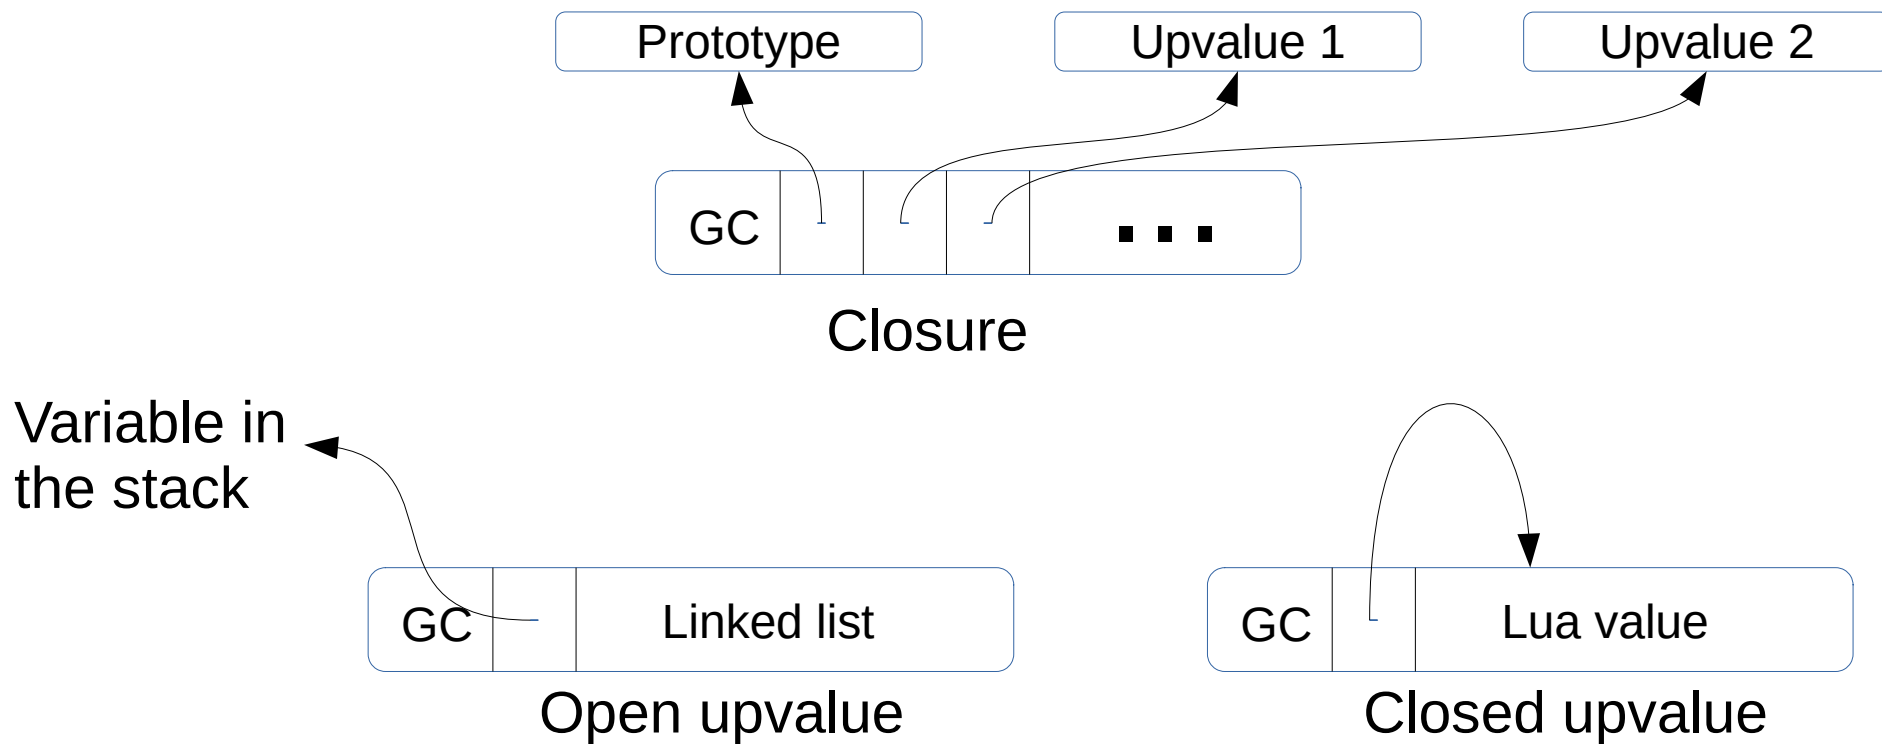 Prototype
Upvalue 1
Upvalue 2
GC
...
Closure
Variable in
the stack
GC
Linked list
GC
Lua value
Open upvalue
Closed upvalue